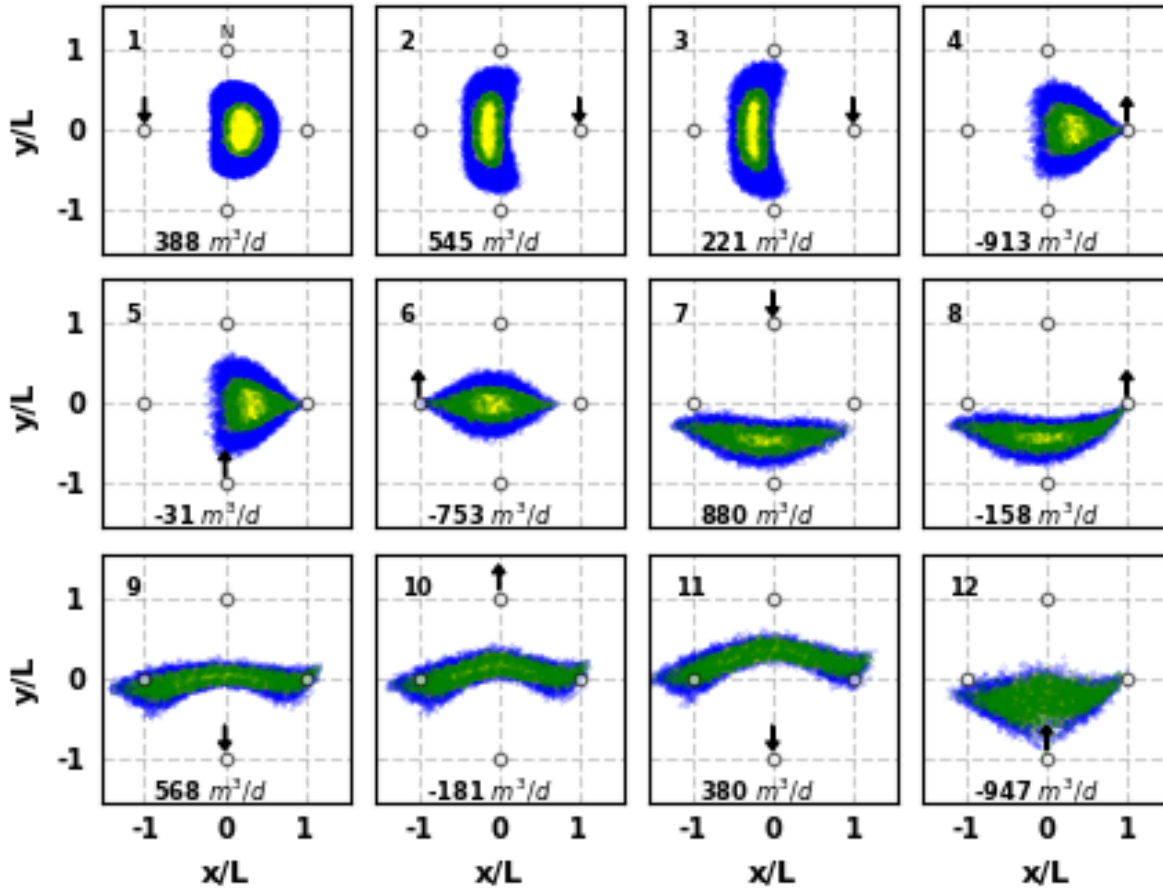 1 N 2 3 4
y/L 1 0 -1
388 m³/d 545 m³/d 221 m³/d -913 m³/d
5 6 7 8
y/L 1 0 -1
-31 m³/d -753 m³/d 880 m³/d -158 m³/d
9 10 11 12
y/L 1 0 -1
568 m³/d -181 m³/d 380 m³/d -947 m³/d
-1 0 1 -1 0 1 -1 0 1 -1 0 1
x/L x/L x/L x/L